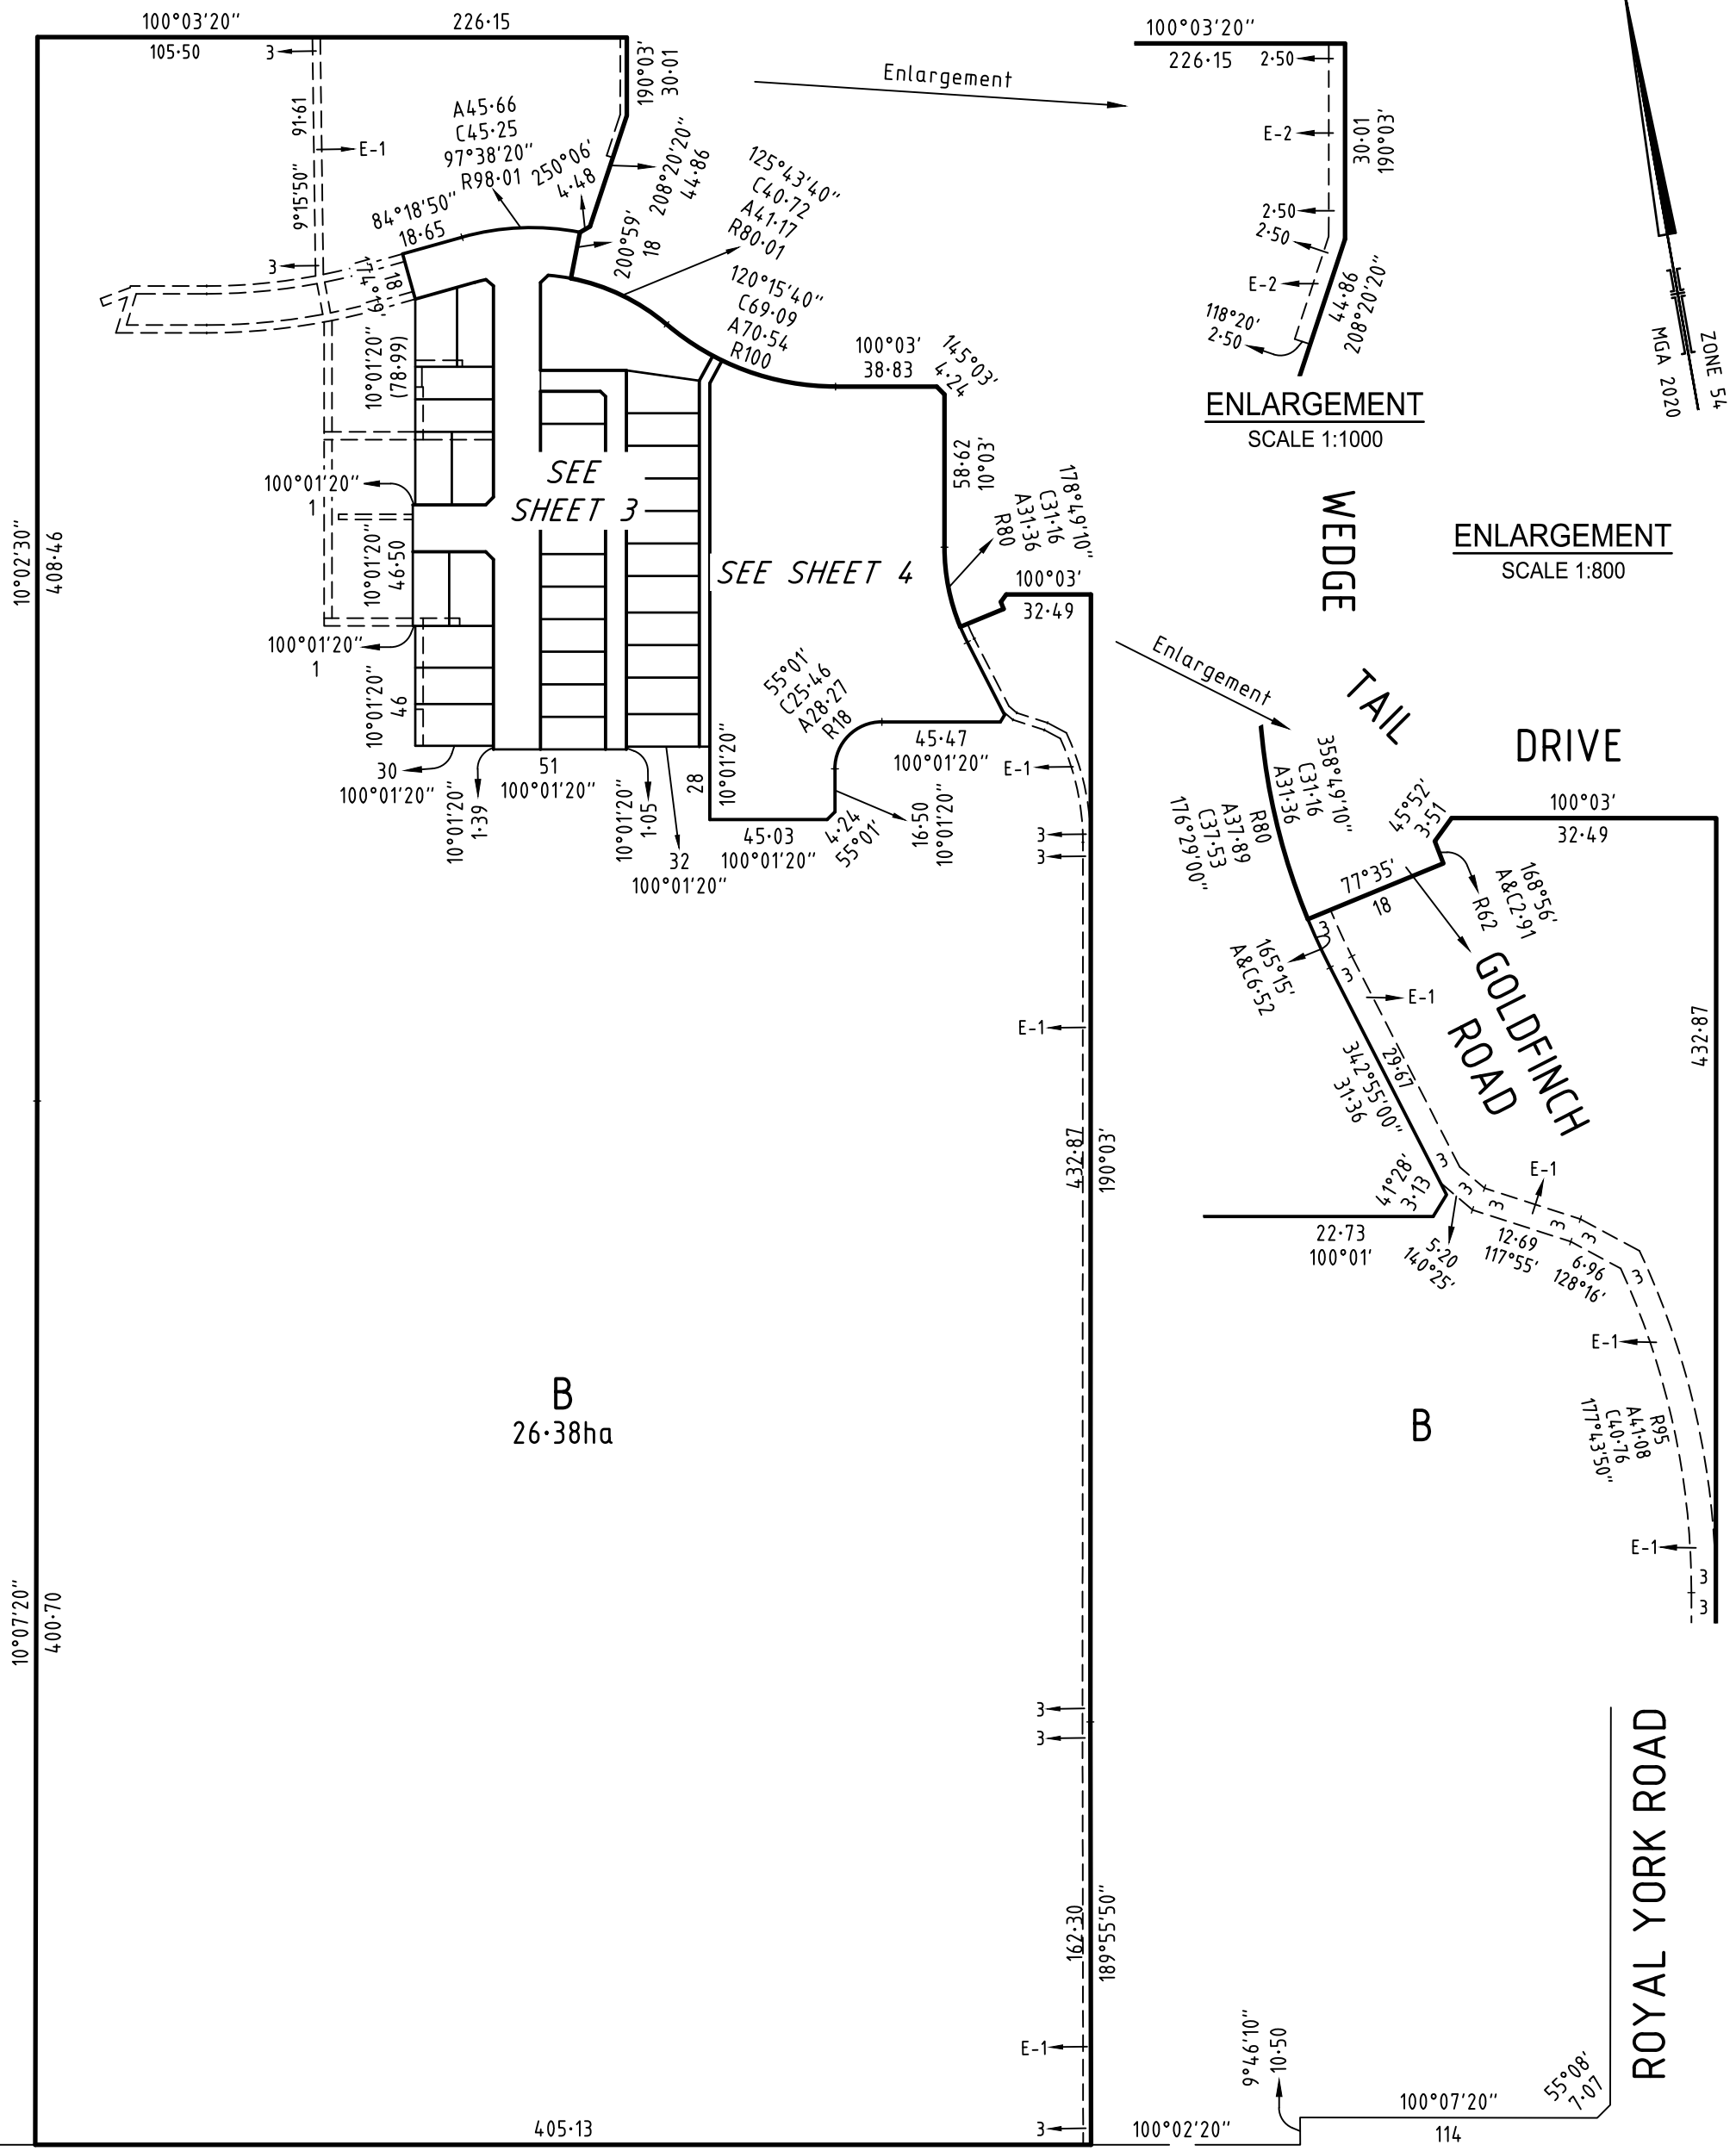 100°03'20"
105·50
226·15
3
91·61
9°15'50"
E-1
3
A45·66
C45·25
97°38'20"
R98·01
84°18'50"
18·65
250°06'
4·48
190°03'
30·01
208°20'20"
44·86
200°59'
18
125°43'40"
C40·72
A41·17
R80·01
120°15'40"
C69·09
A70·54
R100
174°19'
18
10°01'20"
(78·99)
100°03'
38·83
145°03'
4·24
58·62
10°03'
178°49'10"
C31·16
A31·36
R80
100°03'
32·49
100°01'20"
1
10°01'20"
46·50
100°01'20"
1
10°01'20"
46
SEE
SHEET 3
SEE SHEET 4
30
100°01'20"
10°01'20"
1·39
51
100°01'20"
10°01'20"
1·05
32
100°01'20"
28
10°01'20"
45·03
100°01'20"
4·24
55°01'
16·50
10°01'20"
55°01'
C25·46
A28·27
R18
45·47
100°01'20"
E-1
3
3
E-1
10°02'30"
408·46
10°07'20"
400·70
432·87
190°03'
B
26·38ha
3
3
162·30
189°55'50"
E-1
3
405·13
Enlargement
100°03'20"
226·15
2·50
E-2
30·01
190°03'
2·50
2·50
E-2
44·86
208°20'20"
118°20'
2·50
ENLARGEMENT
SCALE 1:1000
ZONE 54
MGA 2020
WEDGE
TAIL
DRIVE
ENLARGEMENT
SCALE 1:800
Enlargement
358°49'10"
C31·16
A31·36
R80
A37·89
C37·53
176°29'00"
45°52'
3·51
100°03'
32·49
77°35'
18
168°56'
A&C2·91
R62
165°15'
A&C6·52
3
3
E-1
GOLDFINCH
ROAD
432·87
29·67
342°55'00"
31·36
41°28'
3·13
3
3
3
E-1
3
3
3
22·73
100°01'
5·20
140°25'
12·69
117°55'
6·96
128°16'
E-1
R95
A41·08
C40·76
177°43'50"
B
E-1
3
3
ROYAL YORK ROAD
9°46'10"
10·50
100°02'20"
100°07'20"
114
55°08'
7·07